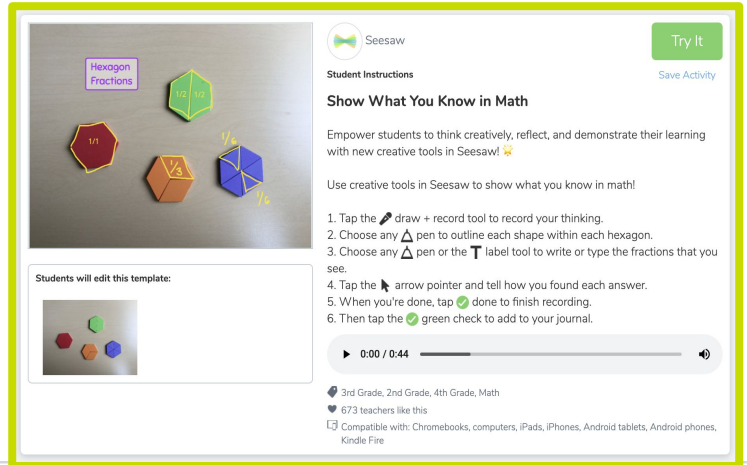 Hexagon
Fractions
1/2 1/2
1/1
1/3
1/6
1/6
Students will edit this template:
Seesaw
Try It
Student Instructions
Save Activity
Show What You Know in Math
Empower students to think creatively, reflect, and demonstrate their learning
with new creative tools in Seesaw!
Use creative tools in Seesaw to show what you know in math!
1. Tap the draw + record tool to record your thinking.
2. Choose any pen to outline each shape within each hexagon.
3. Choose any pen or the T label tool to write or type the fractions that you
see.
4. Tap the arrow pointer and tell how you found each answer.
5. When you're done, tap done to finish recording.
6. Then tap the green check to add to your journal.
0:00 / 0:44
3rd Grade, 2nd Grade, 4th Grade, Math
673 teachers like this
Compatible with: Chromebooks, computers, iPads, iPhones, Android tablets, Android phones,
Kindle Fire